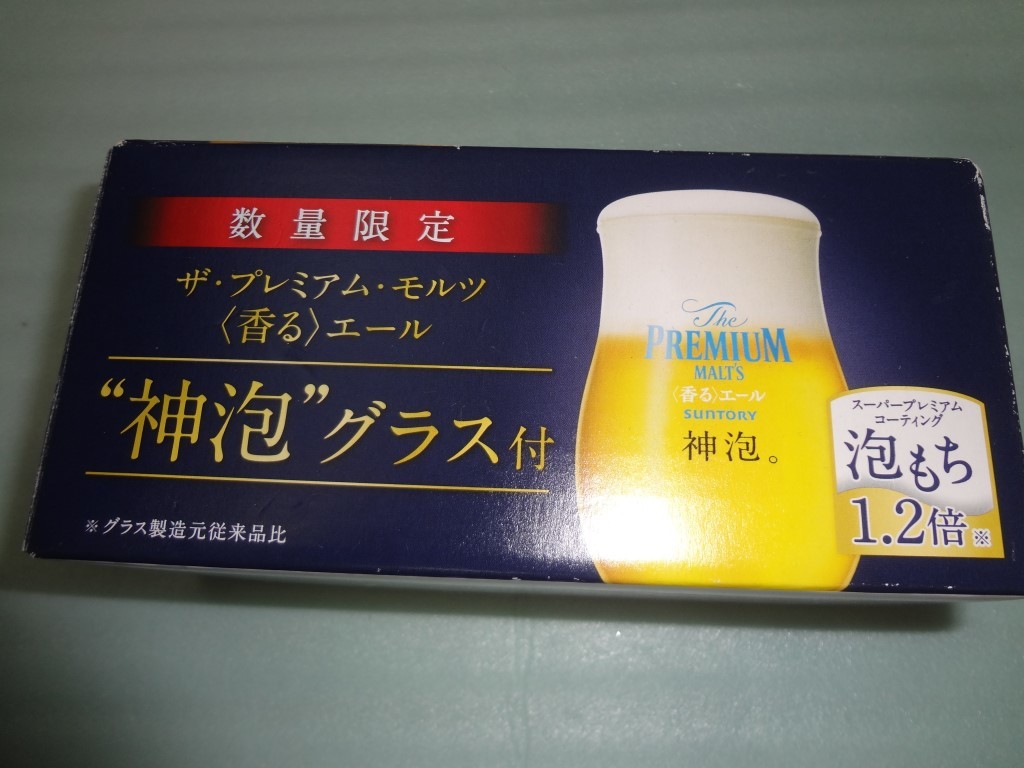 数量限定
ザ・プレミアム・モルツ
〈香る〉エール
“神泡”グラス付
※グラス製造元従来品比
The
PREMIUM
MALT'S
〈香る〉エール
SUNTORY
神泡。
スーパープレミアム
コーティング
泡もち
1.2倍※